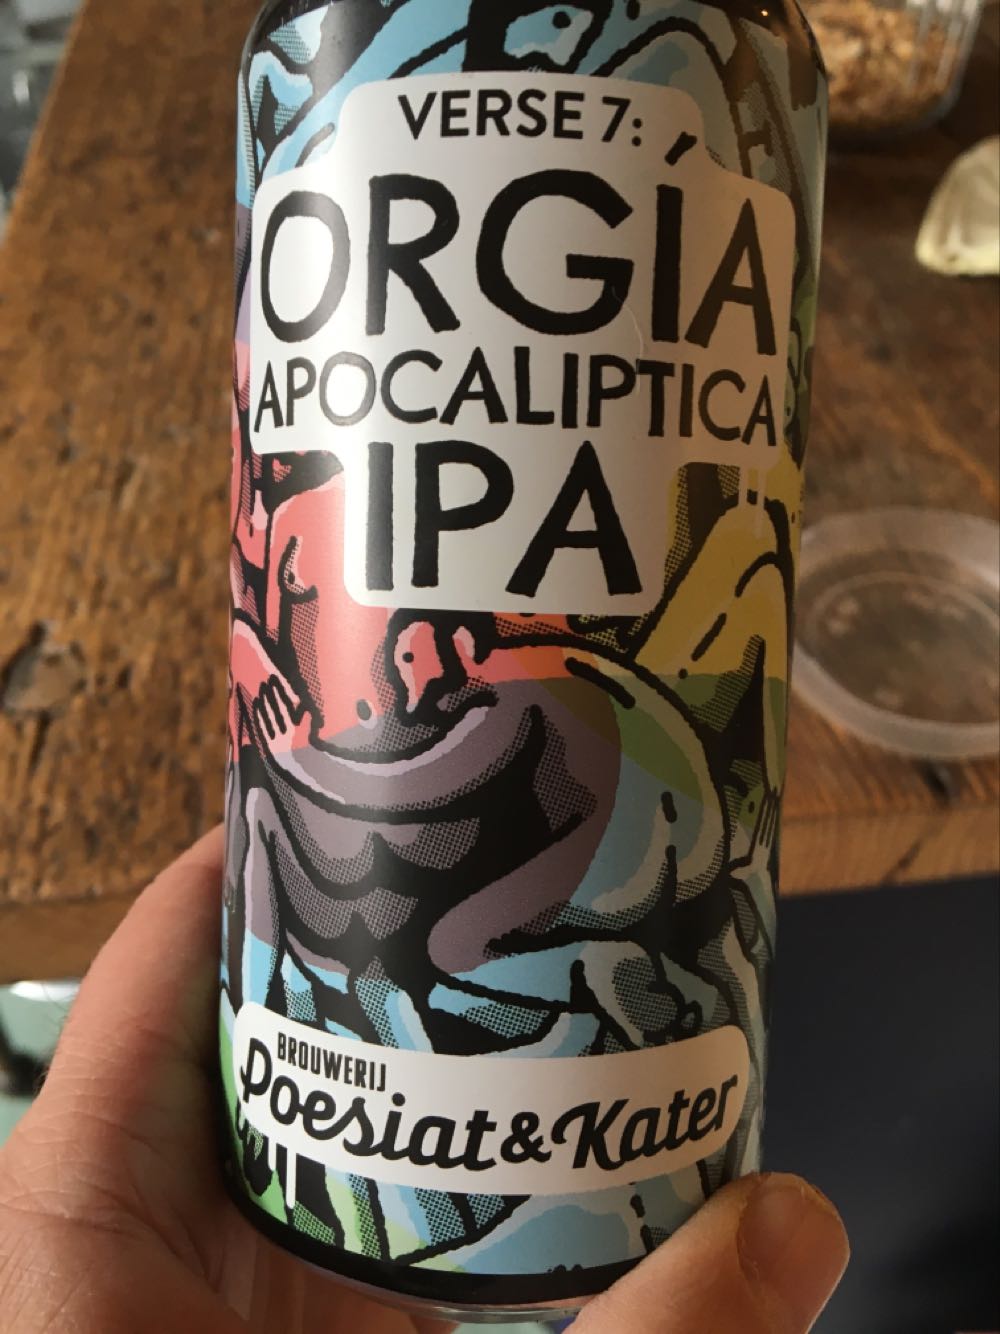 VERSE 7:
ORGÍA
APOCALIPTICA
IPA
BROUWERIJ
Poesiat & Kater